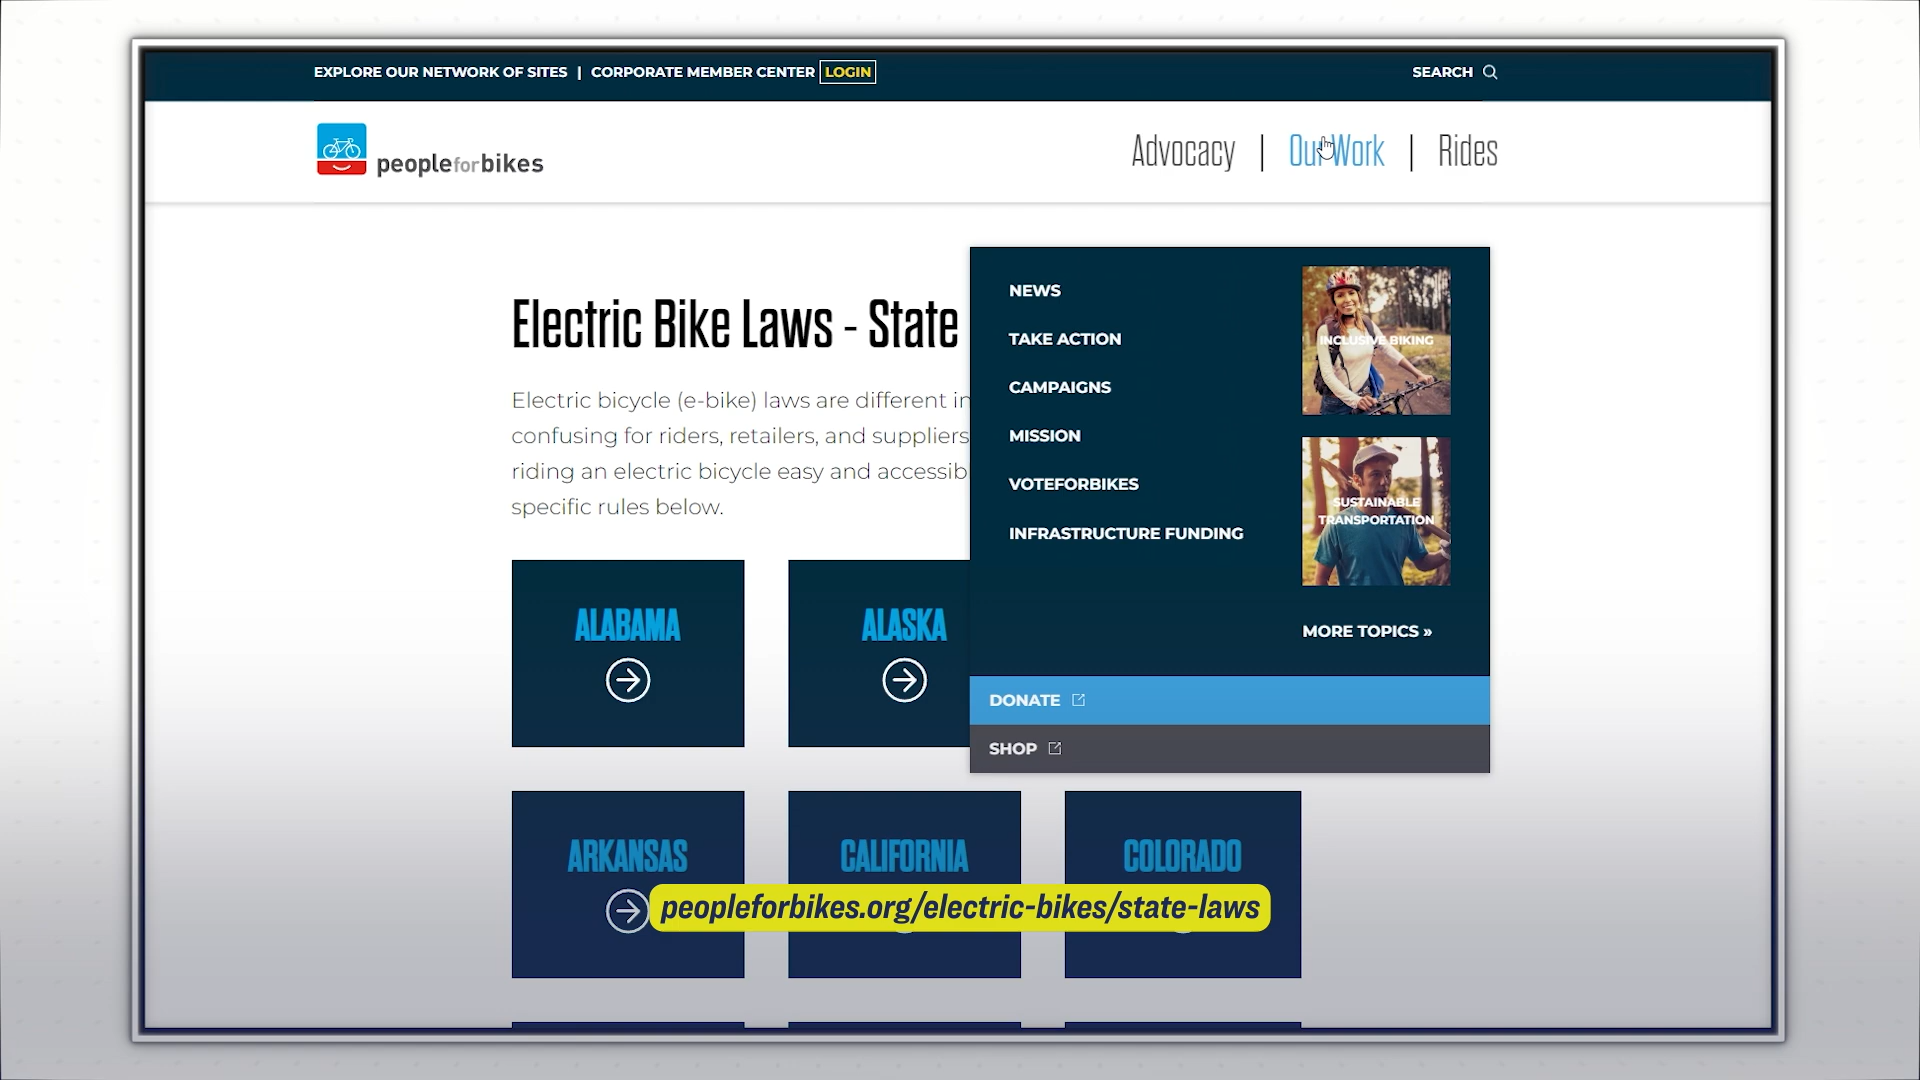 EXPLORE OUR NETWORK OF SITES | CORPORATE MEMBER CENTER LOGIN
SEARCH
peopleforbikes
Advocacy | Our Work | Rides
Electric Bike Laws - State
Electric bicycle (e-bike) laws are different in
confusing for riders, retailers, and suppliers
riding an electric bicycle easy and accessib
specific rules below.
NEWS
TAKE ACTION
CAMPAIGNS
MISSION
VOTEFORBIKES
INFRASTRUCTURE FUNDING
INCLUSIVE BIKING
SUSTAINABLE
TRANSPORTATION
MORE TOPICS »
DONATE
SHOP
ALABAMA
ALASKA
ARKANSAS
CALIFORNIA
COLORADO
peopleforbikes.org/electric-bikes/state-laws